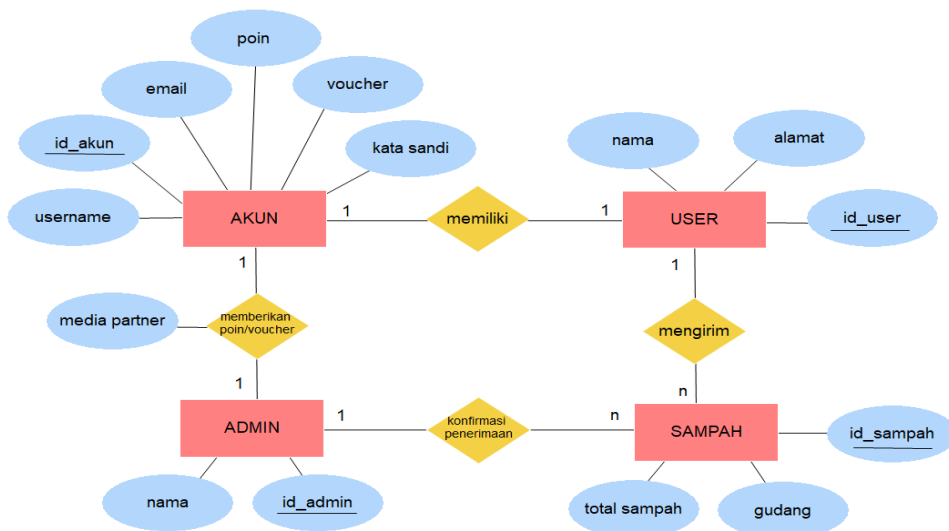 poin
email
voucher
id_akun
kata sandi
nama
alamat
username
AKUN
1
memiliki
1
USER
id_user
1
1
media partner
memberikan
poin/voucher
mengirim
1
n
ADMIN
1
konfirmasi
penerimaan
n
SAMPAH
id_sampah
nama
id_admin
total sampah
gudang